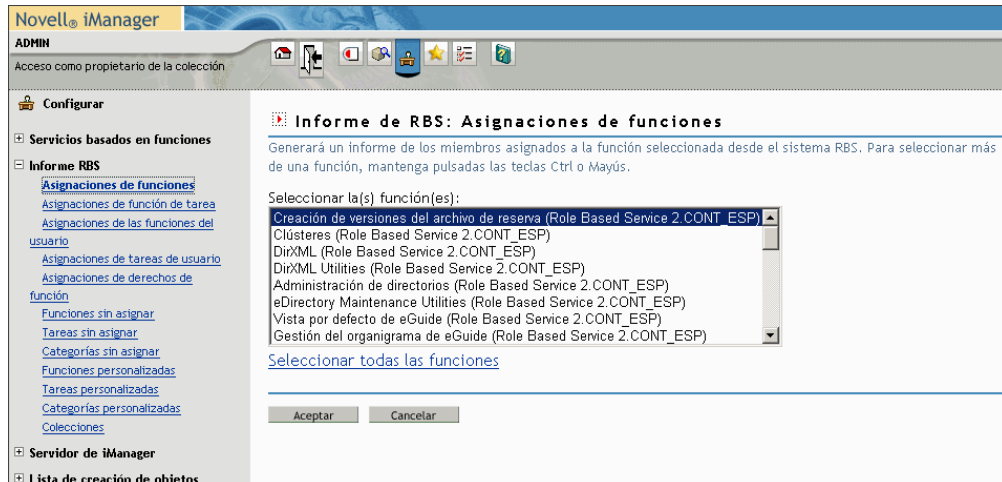 Novell® iManager
ADMIN
Acceso como propietario de la colección
Configurar
Servicios basados en funciones
Informe RBS
Asignaciones de funciones
Asignaciones de función de tarea
Asignaciones de las funciones del
usuario
Asignaciones de tareas de usuario
Asignaciones de derechos de
función
Funciones sin asignar
Tareas sin asignar
Categorías sin asignar
Funciones personalizadas
Tareas personalizadas
Categorías personalizadas
Colecciones
Servidor de iManager
Lista de creación de objetos
Informe de RBS: Asignaciones de funciones
Generará un informe de los miembros asignados a la función seleccionada desde el sistema RBS. Para seleccionar más
de una función, mantenga pulsadas las teclas Ctrl o Mayús.
Seleccionar la(s) función(es):
Creación de versiones del archivo de reserva (Role Based Service 2.CONT_ESP)
Clústeres (Role Based Service 2.CONT_ESP)
DirXML (Role Based Service 2.CONT_ESP)
DirXML Utilities (Role Based Service 2.CONT_ESP)
Administración de directorios (Role Based Service 2.CONT_ESP)
eDirectory Maintenance Utilities (Role Based Service 2.CONT_ESP)
Vista por defecto de eGuide (Role Based Service 2.CONT_ESP)
Gestión del organigrama de eGuide (Role Based Service 2.CONT_ESP)
Seleccionar todas las funciones
Aceptar
Cancelar